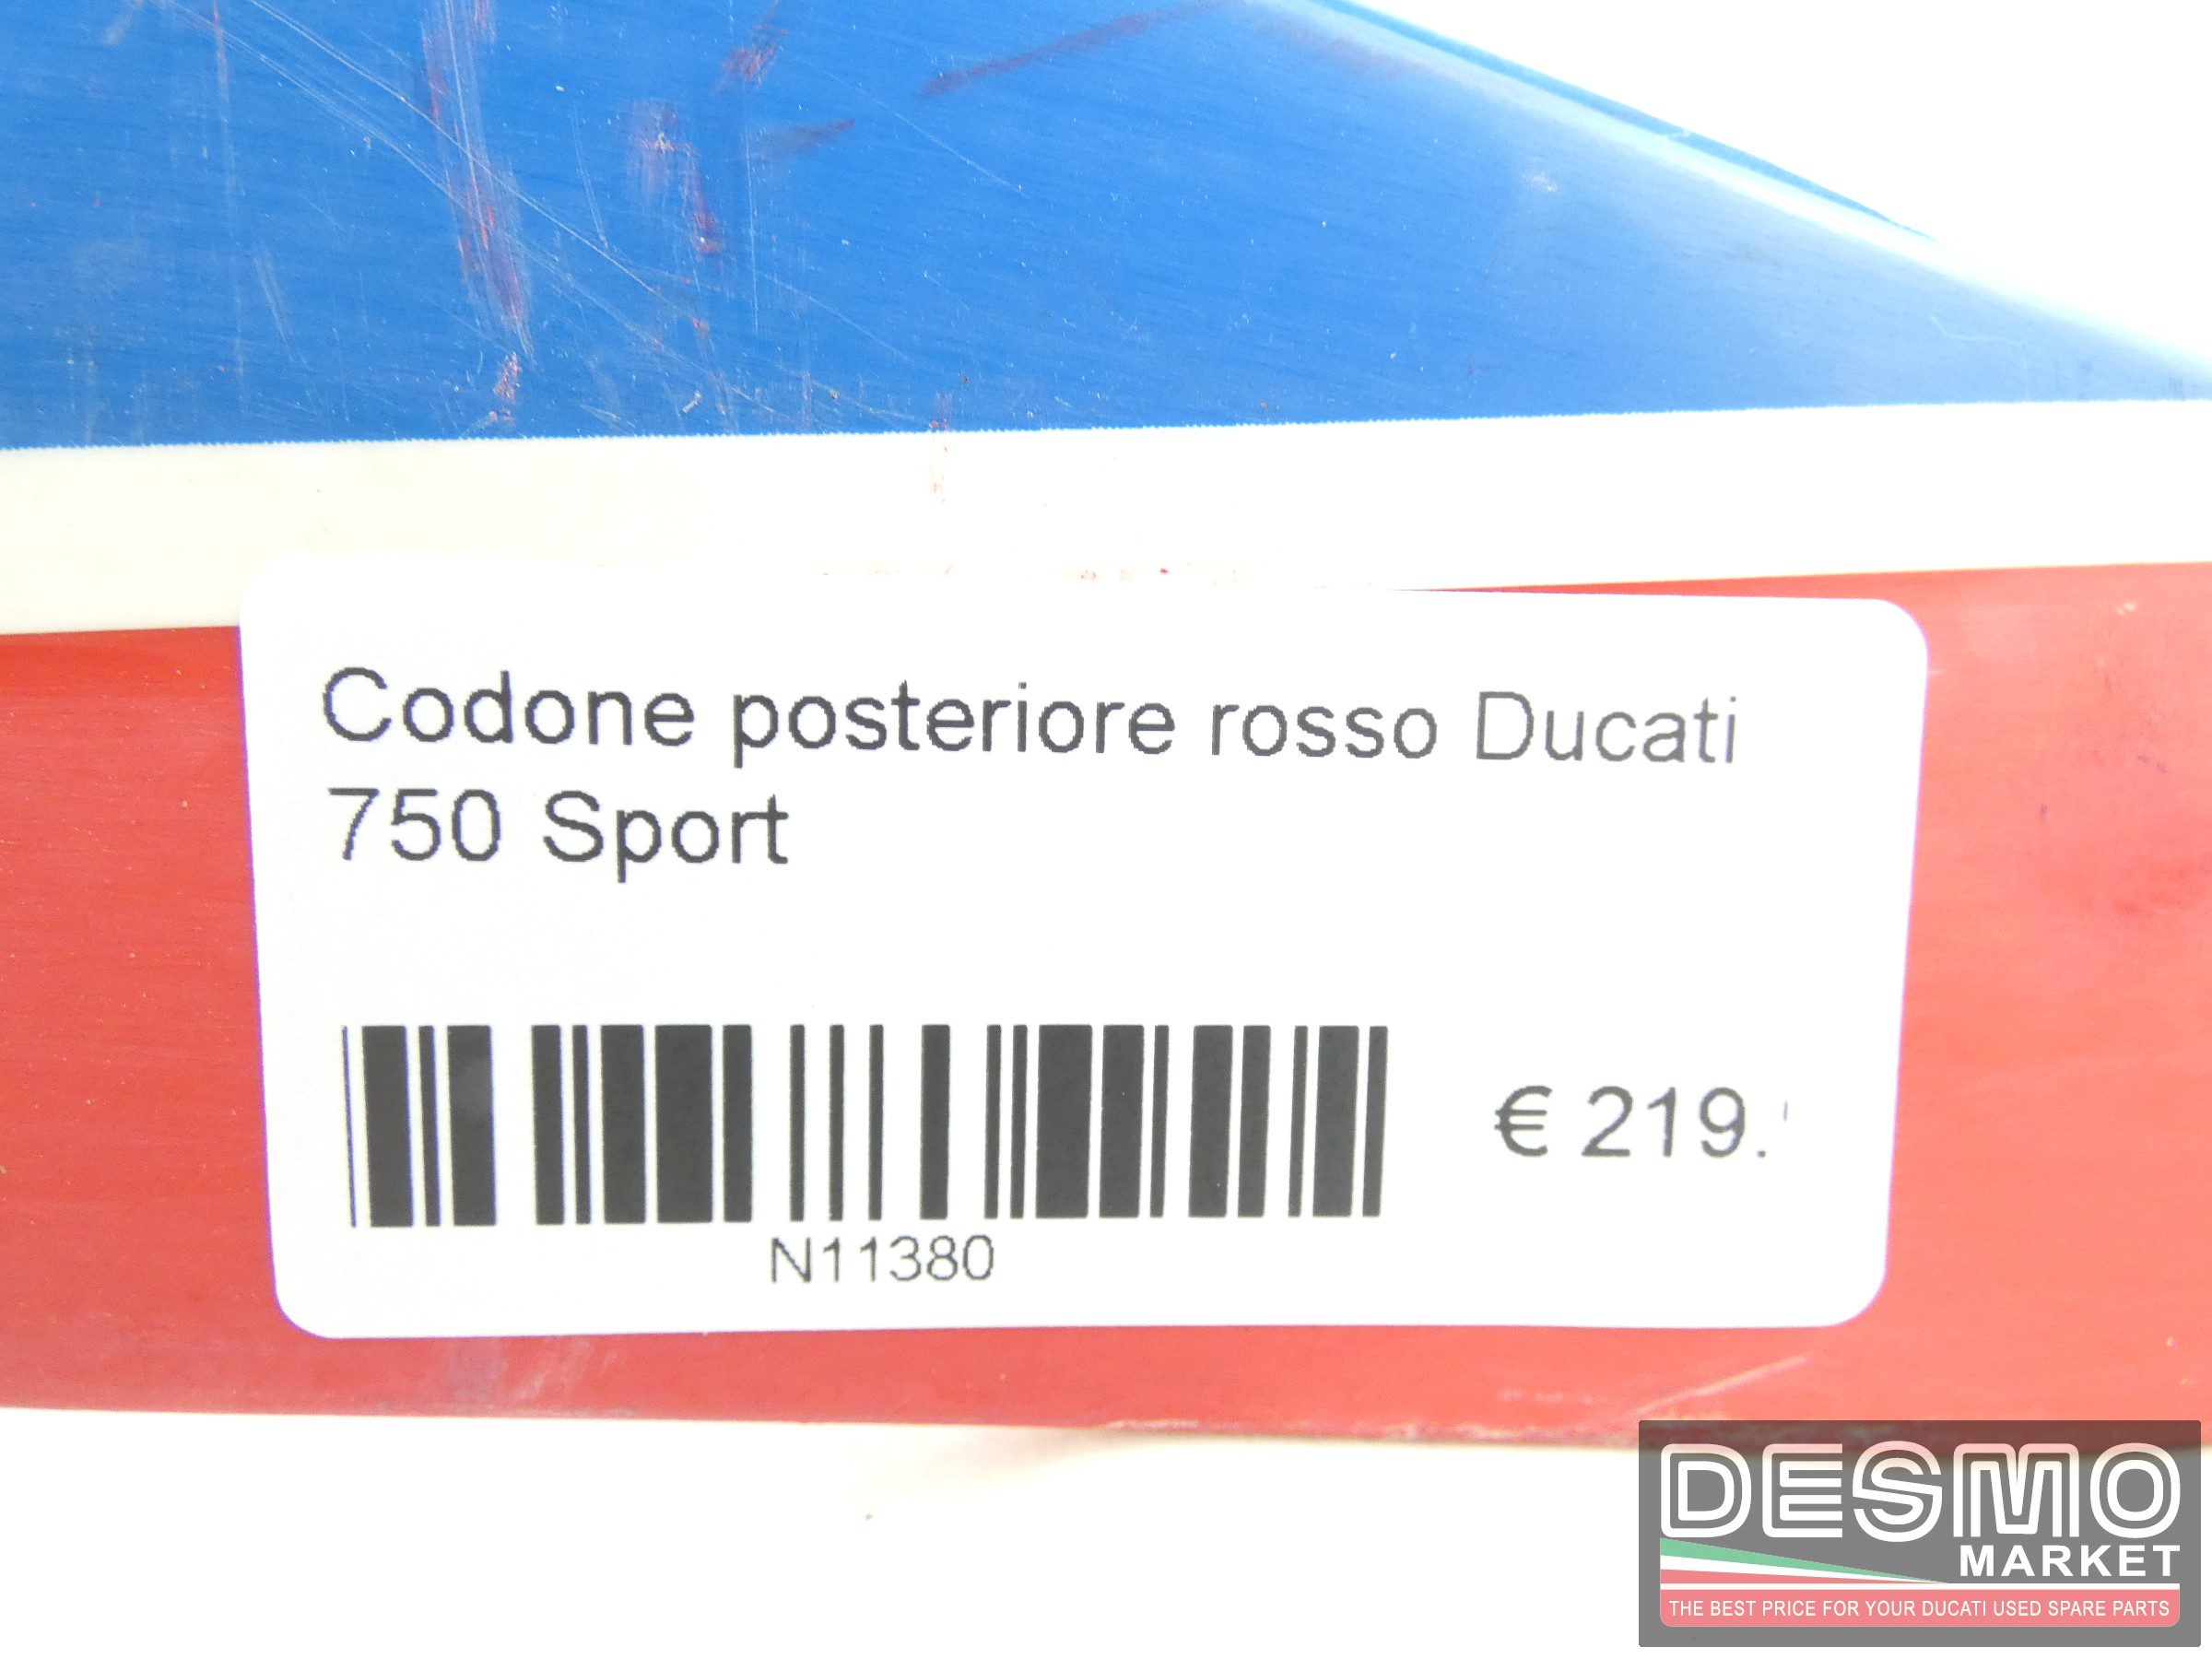 Codone posteriore rosso Ducati
750 Sport
€ 219.
N11380
DESMO
MARKET
THE BEST PRICE FOR YOUR DUCATI USED SPARE PARTS